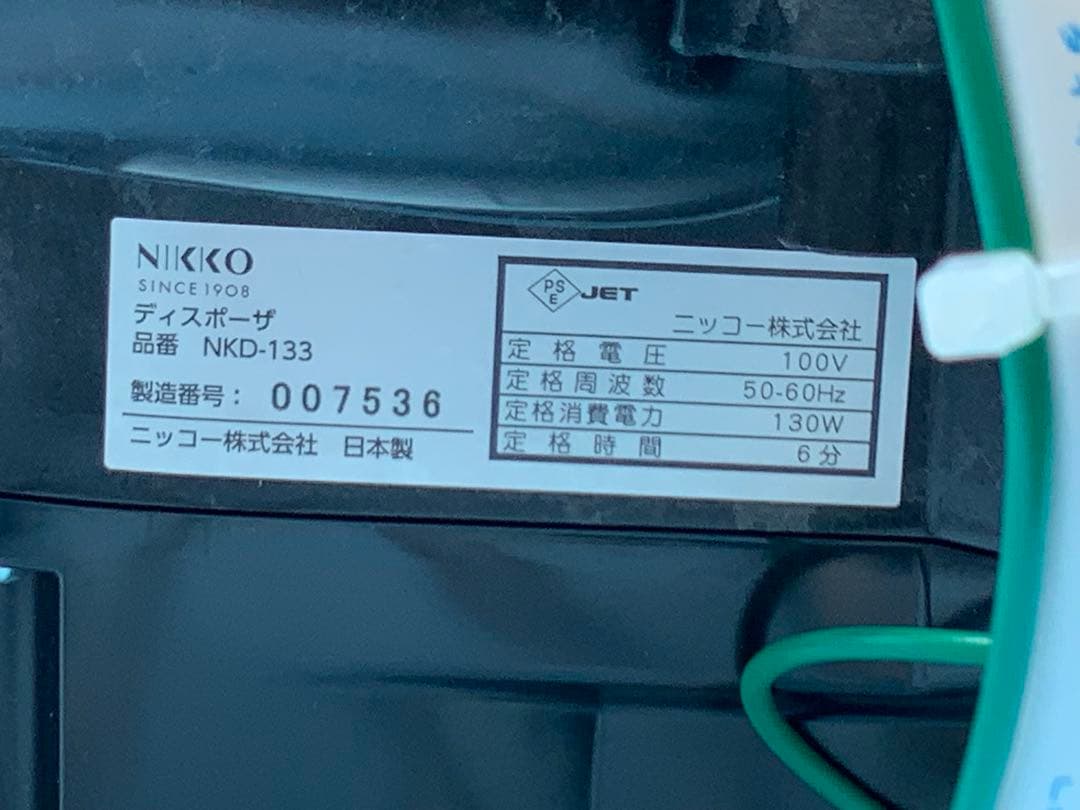 NIKKO
SINCE 1908
ディスポーザ
品番 NKD-133
製造番号: 007536
ニッコー株式会社 日本製
PS
E
JET
ニッコー株式会社
定格電圧 100V
定格周波数 50-60Hz
定格消費電力 130W
定格時間 6分